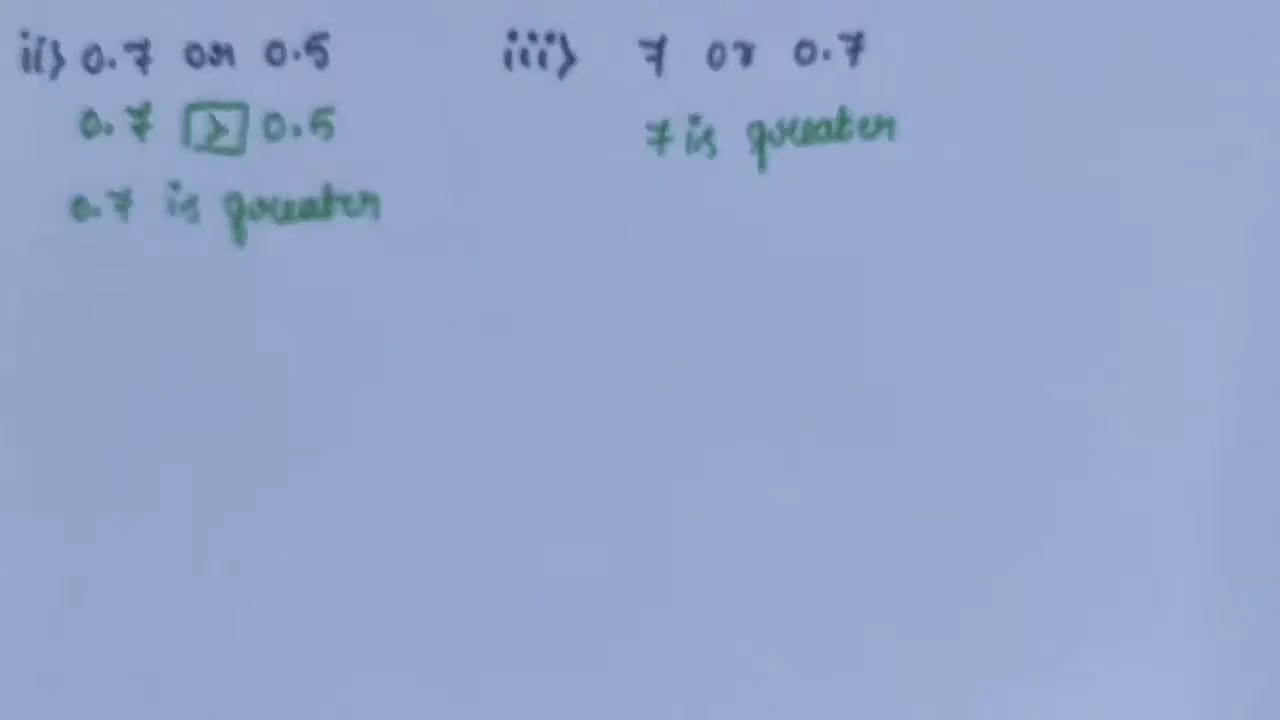 ii) 0.7 or 0.5
0.7 > 0.5
0.7 is greater
iii) 7 or 0.7
7 is greater